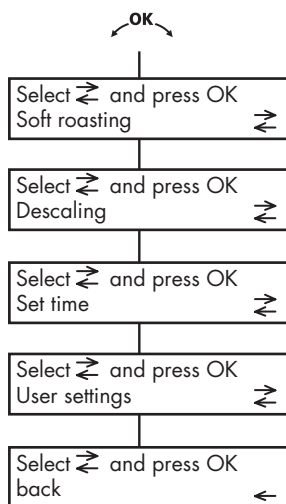 OK
Select ⇄ and press OK
Soft roasting ⇄
Select ⇄ and press OK
Descaling ⇄
Select ⇄ and press OK
Set time ⇄
Select ⇄ and press OK
User settings ⇄
Select ⇄ and press OK
back ←